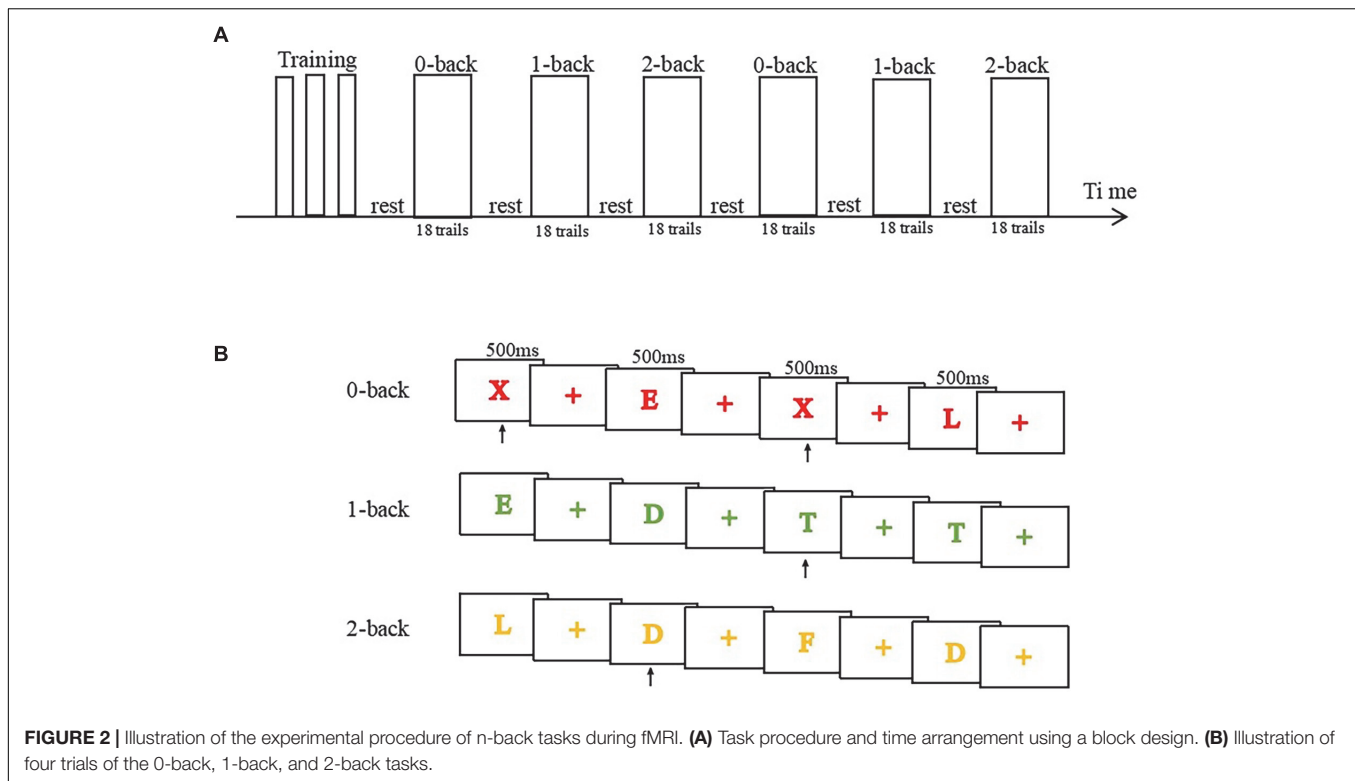 A
Training
0-back 1-back 2-back 0-back 1-back 2-back
Ti me
rest rest rest rest rest rest
18 trails 18 trails 18 trails 18 trails 18 trails 18 trails
B
500ms 500ms 500ms 500ms
0-back X + E + X + L +
1-back E + D + T + T +
2-back L + D + F + D +
FIGURE 2 | Illustration of the experimental procedure of n-back tasks during fMRI. (A) Task procedure and time arrangement using a block design. (B) Illustration of
four trials of the 0-back, 1-back, and 2-back tasks.